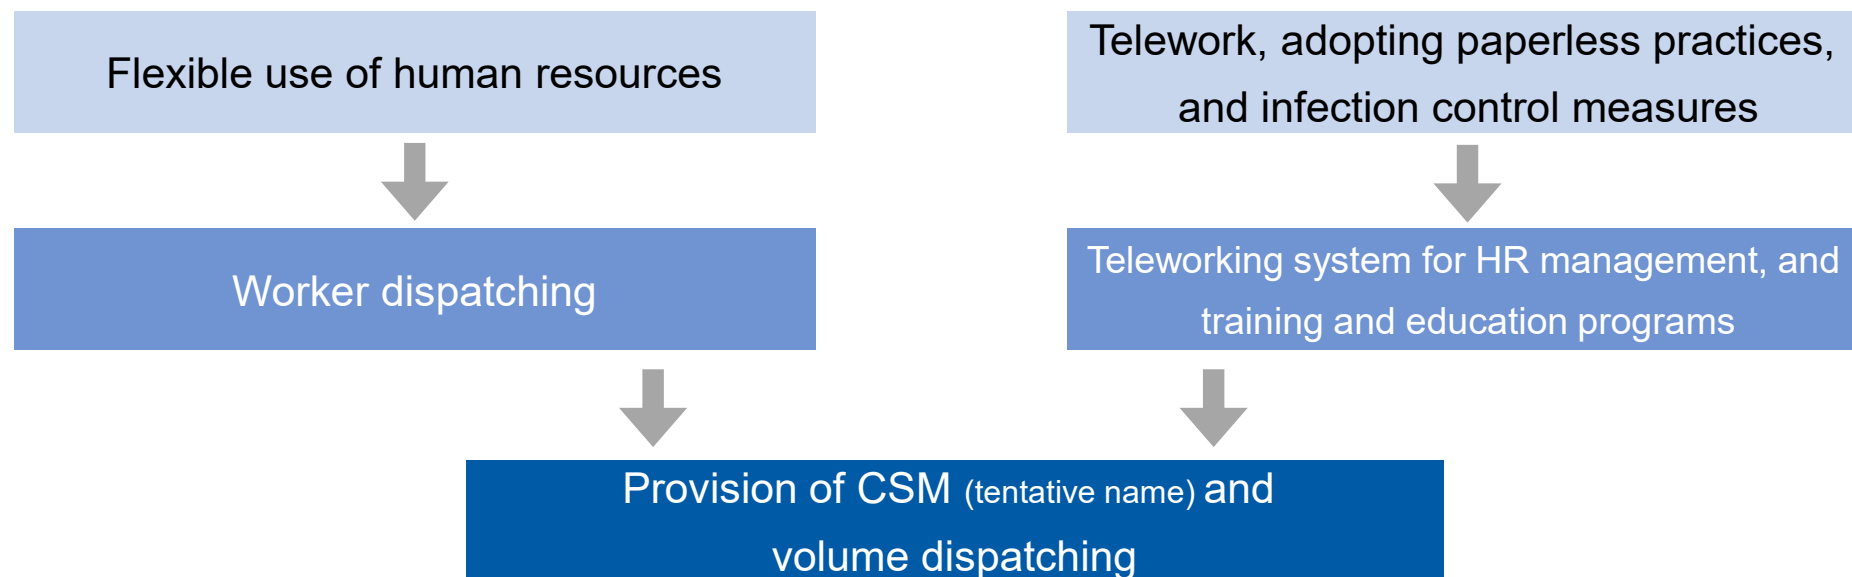 Flexible use of human resources
Telework, adopting paperless practices,
and infection control measures
Worker dispatching
Teleworking system for HR management, and
training and education programs
Provision of CSM (tentative name) and
volume dispatching